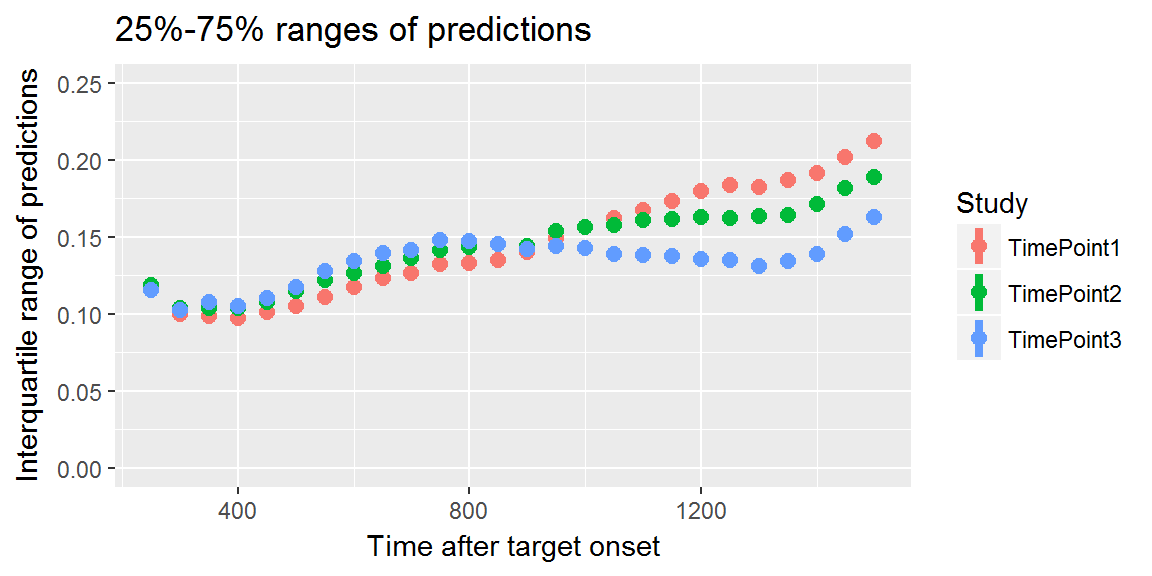 25%-75% ranges of predictions
Interquartile range of predictions
0.25
0.20
0.15
0.10
0.05
0.00
400 800 1200
Time after target onset
Study
TimePoint1
TimePoint2
TimePoint3